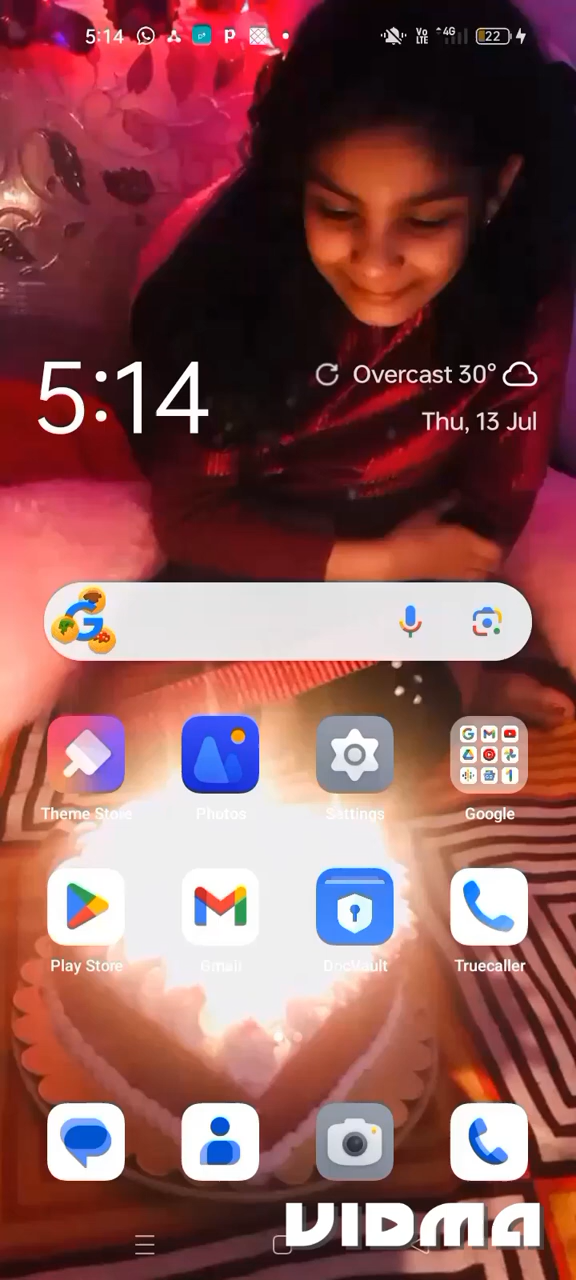 5:14 VoLTE 4G 22
5:14
Overcast 30°
Thu, 13 Jul
Theme Store Photos Settings Google
Play Store Gmail DocVault Truecaller
VIDMA